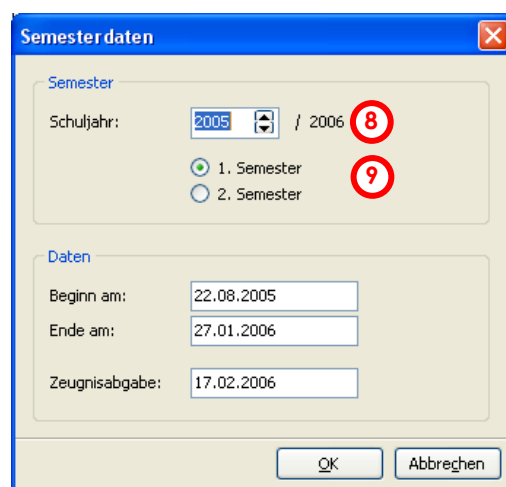 Semesterdaten
Semester
Schuljahr: 2005 / 2006 8
1. Semester 9
2. Semester
Daten
Beginn am: 22.08.2005
Ende am: 27.01.2006
Zeugnisabgabe: 17.02.2006
OK Abbrechen